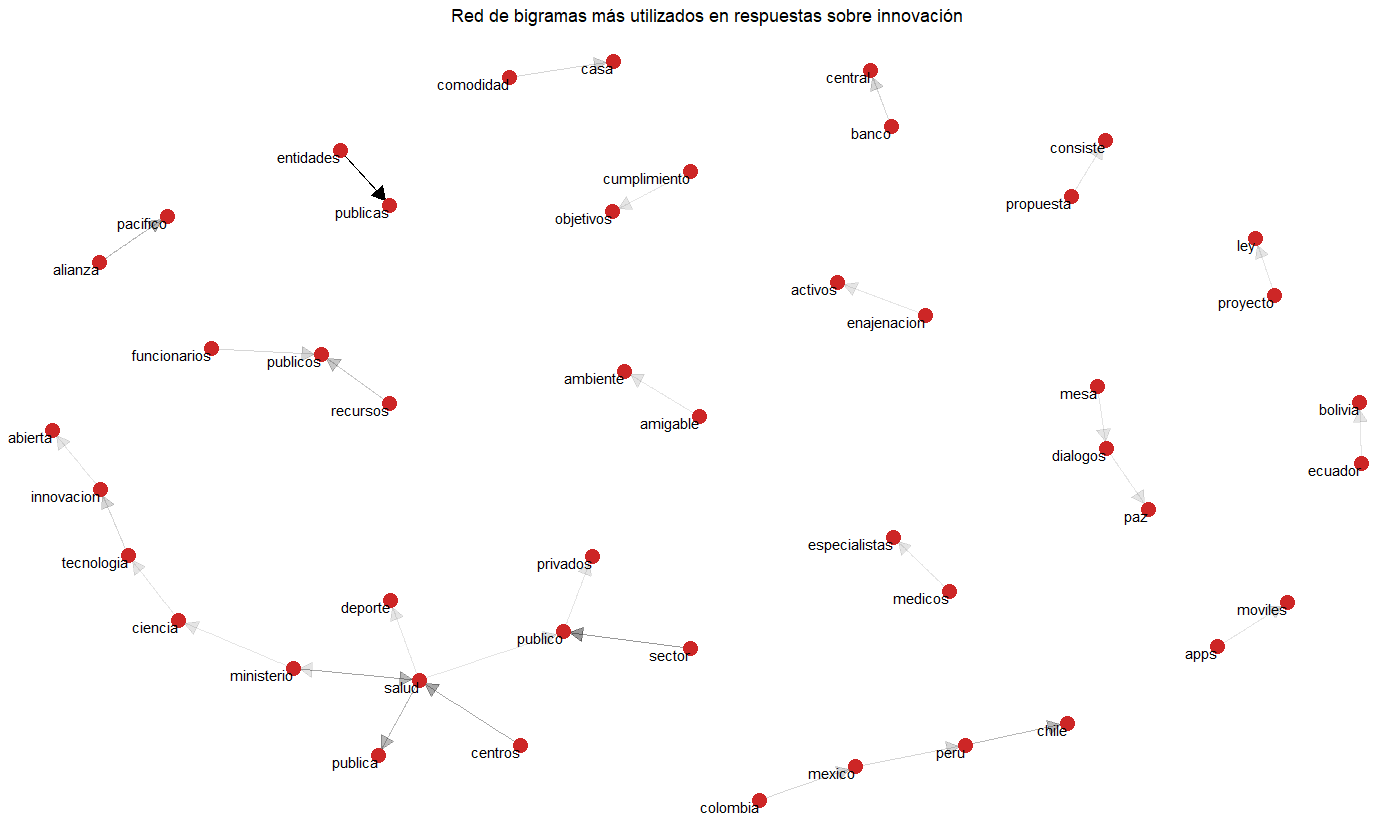 Red de bigramas más utilizados en respuestas sobre innovación
casa
comodidad
central
banco
consiste
entidades
cumplimiento
propuesta
publicas
objetivos
pacifico
ley
alianza
activos
proyecto
enajenacion
funcionarios
publicos
ambiente
mesa
recursos
bolivia
amigable
abierta
dialogos
ecuador
innovacion
paz
especialistas
tecnologia
privados
medicos
deporte
moviles
ciencia
publico
apps
sector
ministerio
salud
chile
centros
peru
publica
mexico
colombia